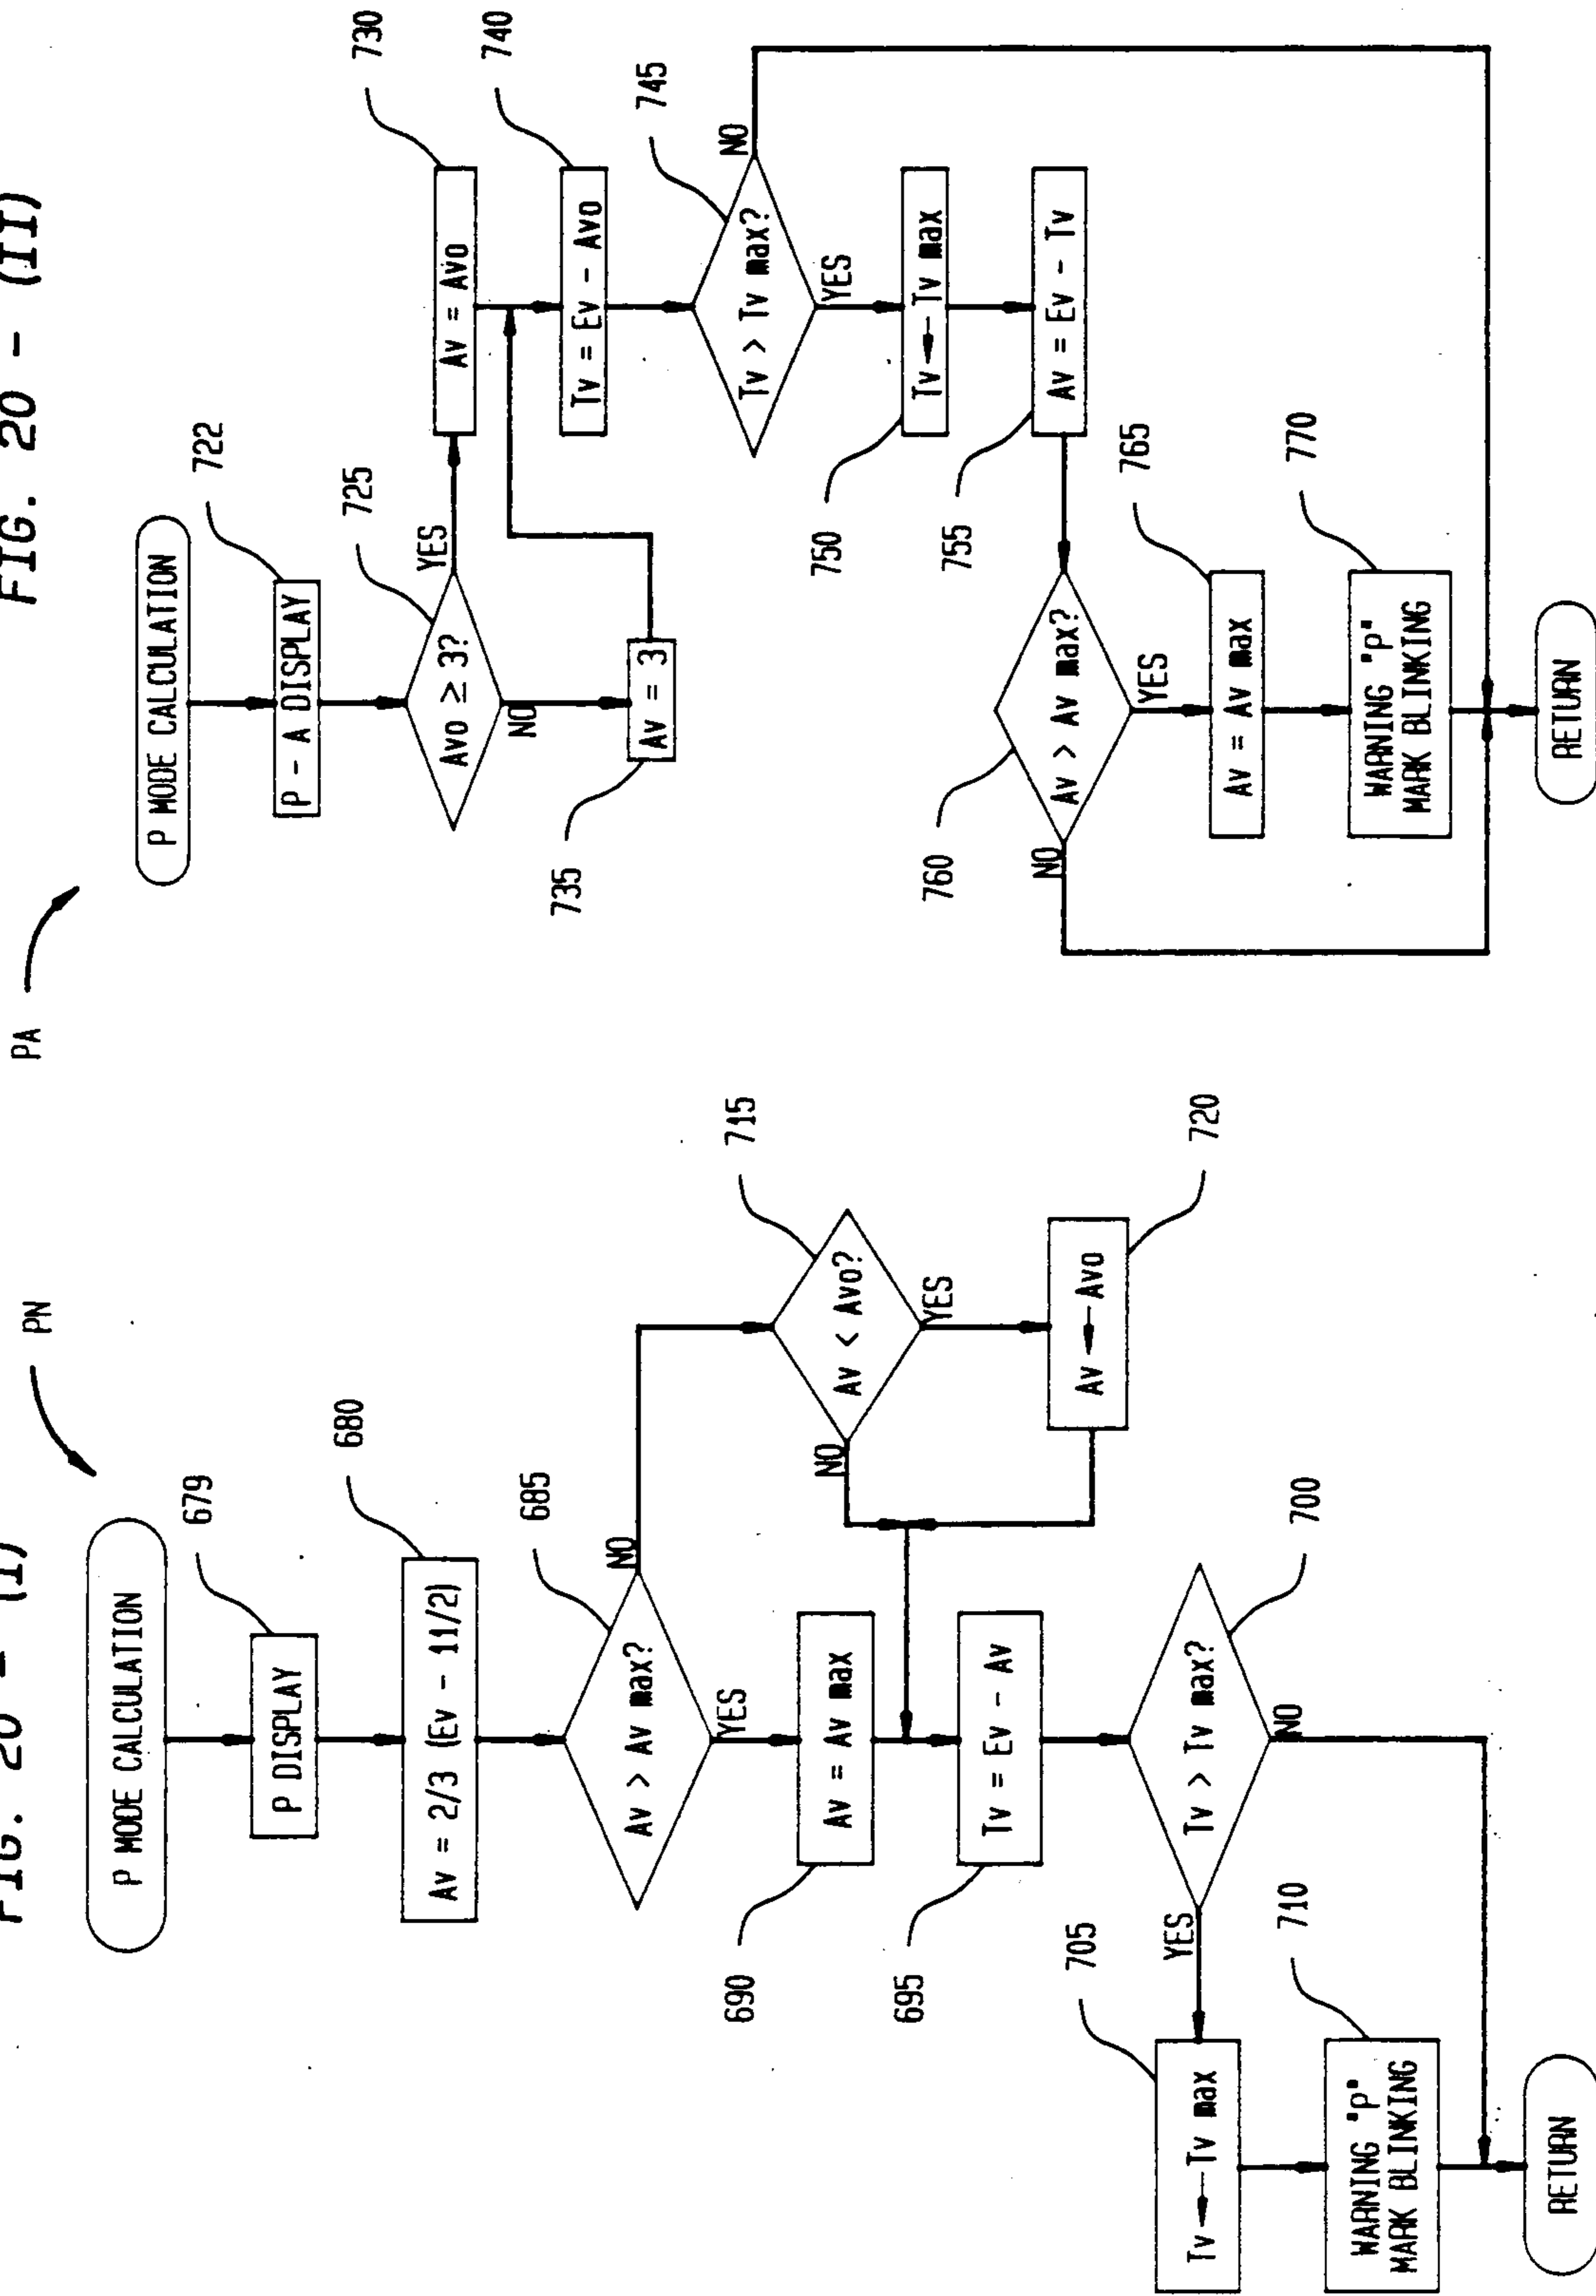 FIG. 20 - (I)
PN
P MODE CALCULATION
679
P DISPLAY
680
Av = 2/3 (Ev - 11/2)
685
Av > Av max?
NO
YES
715
Av < Avo?
NO
YES
720
Av ← Avo
690
Av = Av max
695
Tv = Ev - Av
700
Tv > Tv max?
YES
NO
705
Tv ← Tv max
710
WARNING "P"
MARK BLINKING
RETURN
FIG. 20 - (II)
PA
P MODE CALCULATION
722
P - A DISPLAY
725
Avo ≥ 3?
YES
NO
730
Av = Avo
735
Av = 3
740
Tv = Ev - Avo
745
Tv > Tv max?
NO
YES
750
Tv ← Tv max
755
Av = Ev - Tv
760
Av > Av max?
NO
YES
765
Av = Av max
770
WARNING "P"
MARK BLINKING
RETURN